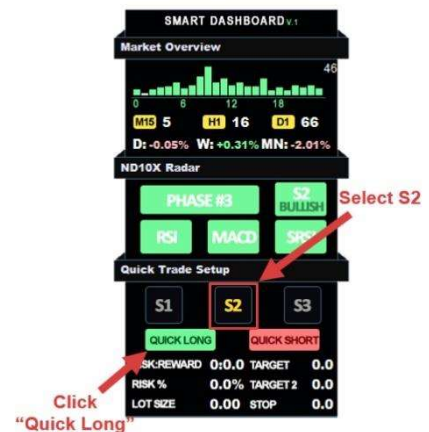 SMART DASHBOARD V.1
Market Overview
46
0 6 12 18
M15 5 H1 16 D1 66
D: -0.05% W: +0.31% MN: -2.01%
ND10X Radar
PHASE #3 S2
BULLISH
Select S2
RSI MACD SRSI
Quick Trade Setup
S1 S2 S3
QUICK LONG QUICK SHORT
0:0.0 TARGET 0.0
RISK % 0.0% TARGET 2 0.0
LOT SIZE 0.00 STOP 0.0
Click
“Quick Long”